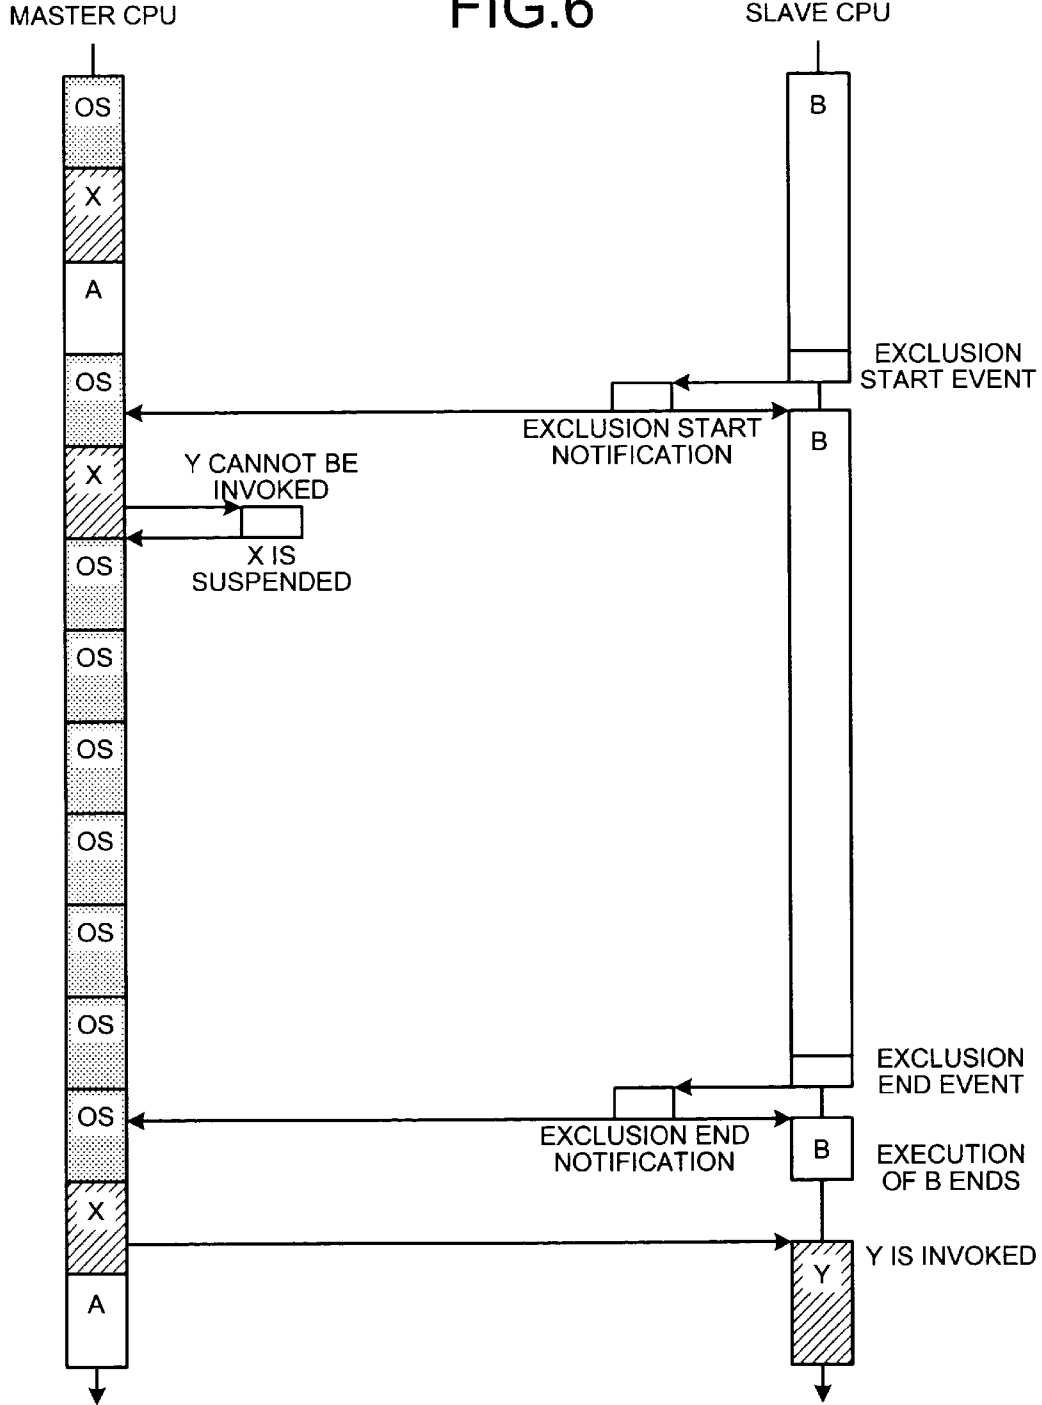 MASTER CPU
FIG.6
SLAVE CPU
OS
B
X
A
EXCLUSION
START EVENT
OS
EXCLUSION START
NOTIFICATION
B
X
Y CANNOT BE
INVOKED
X IS
SUSPENDED
OS
OS
OS
OS
OS
OS
EXCLUSION
END EVENT
OS
EXCLUSION END
NOTIFICATION
B
EXECUTION
OF B ENDS
X
Y IS INVOKED
Y
A